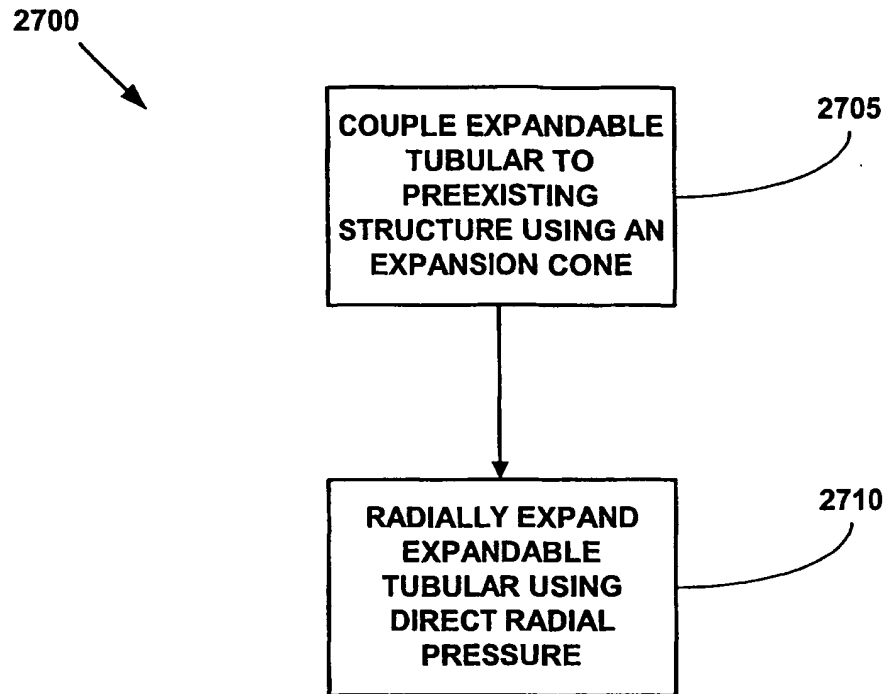 2700
COUPLE EXPANDABLE
TUBULAR TO
PREEXISTING
STRUCTURE USING AN
EXPANSION CONE
2705
RADIALLY EXPAND
EXPANDABLE
TUBULAR USING
DIRECT RADIAL
PRESSURE
2710